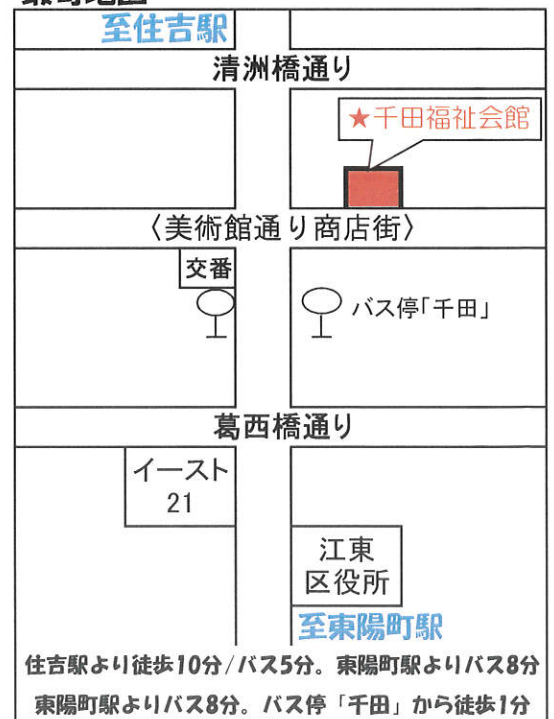 至住吉駅
清洲橋通り
★千田福祉会館
〈美術館通り商店街〉
交番
バス停「千田」
葛西橋通り
イースト
21
江東
区役所
至東陽町駅
住吉駅より徒歩10分/バス5分。東陽町駅よりバス8分
東陽町駅よりバス8分。バス停「千田」から徒歩1分